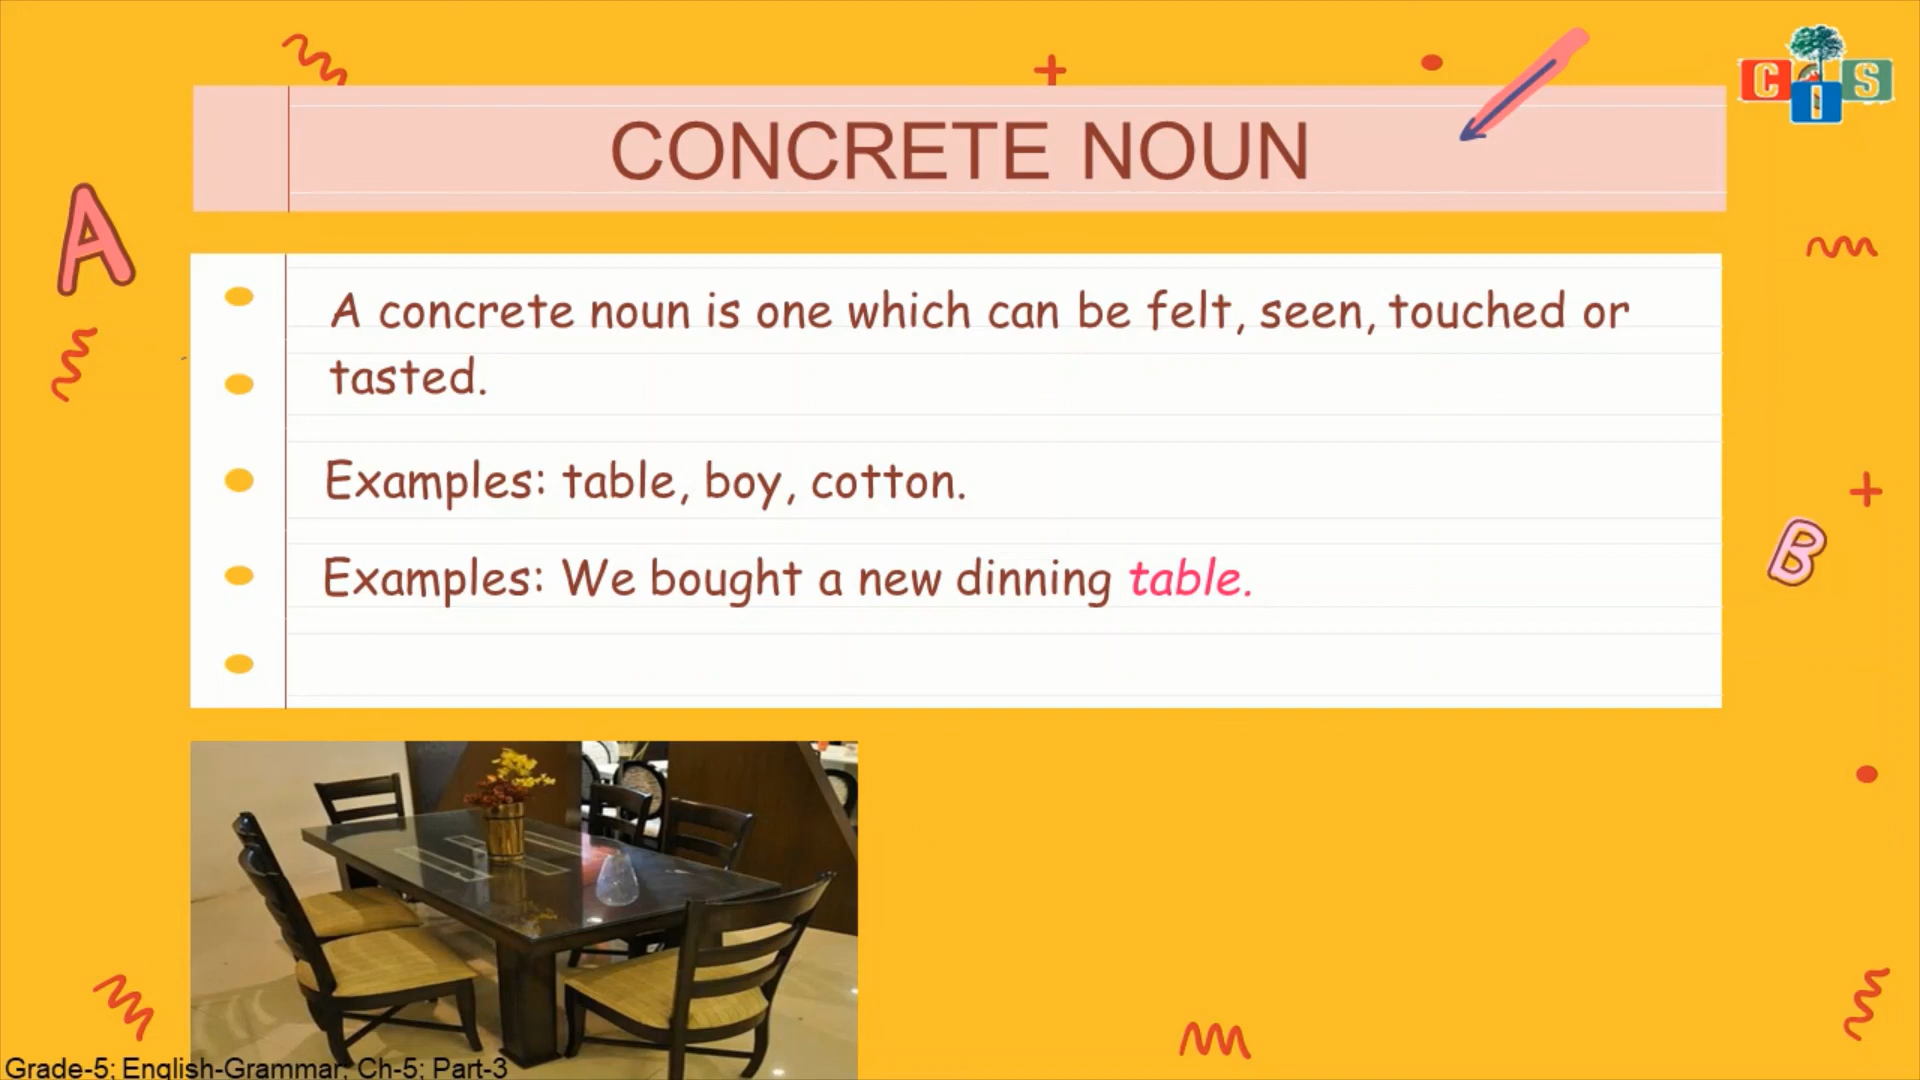 C I S
CONCRETE NOUN
A
A concrete noun is one which can be felt, seen, touched or
tasted.
Examples: table, boy, cotton.
Examples: We bought a new dinning table.
B
Grade-5; English-Grammar; Ch-5; Part-3